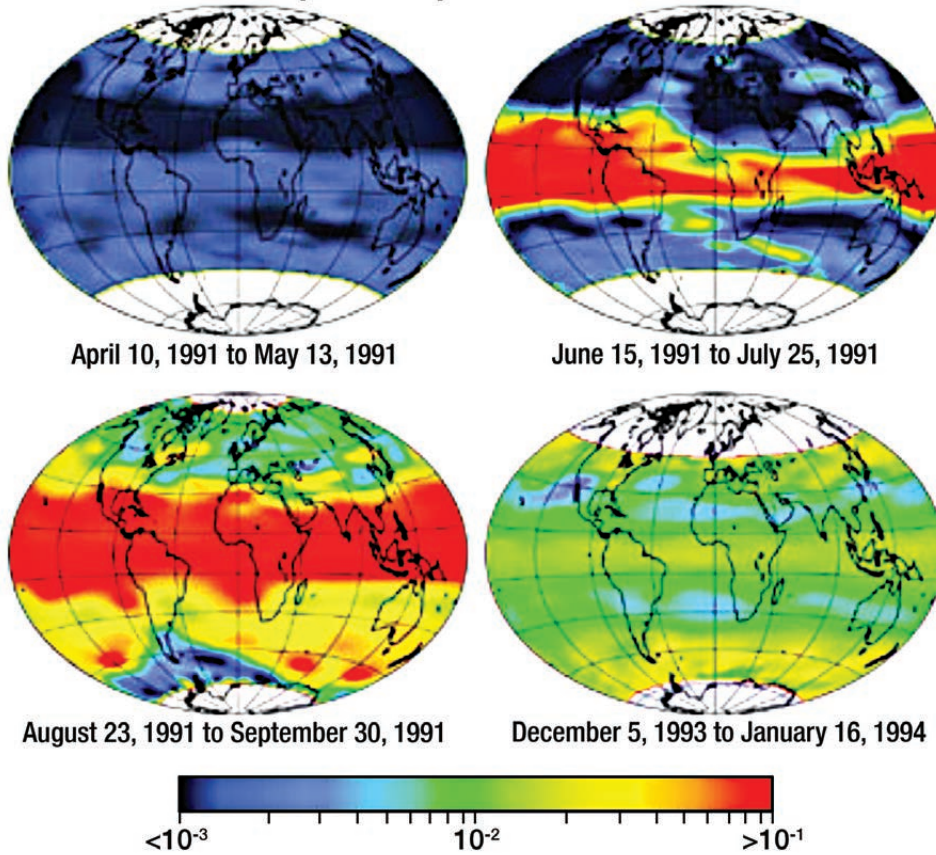 April 10, 1991 to May 13, 1991
June 15, 1991 to July 25, 1991
August 23, 1991 to September 30, 1991
December 5, 1993 to January 16, 1994
<10⁻³ 10⁻² >10⁻¹